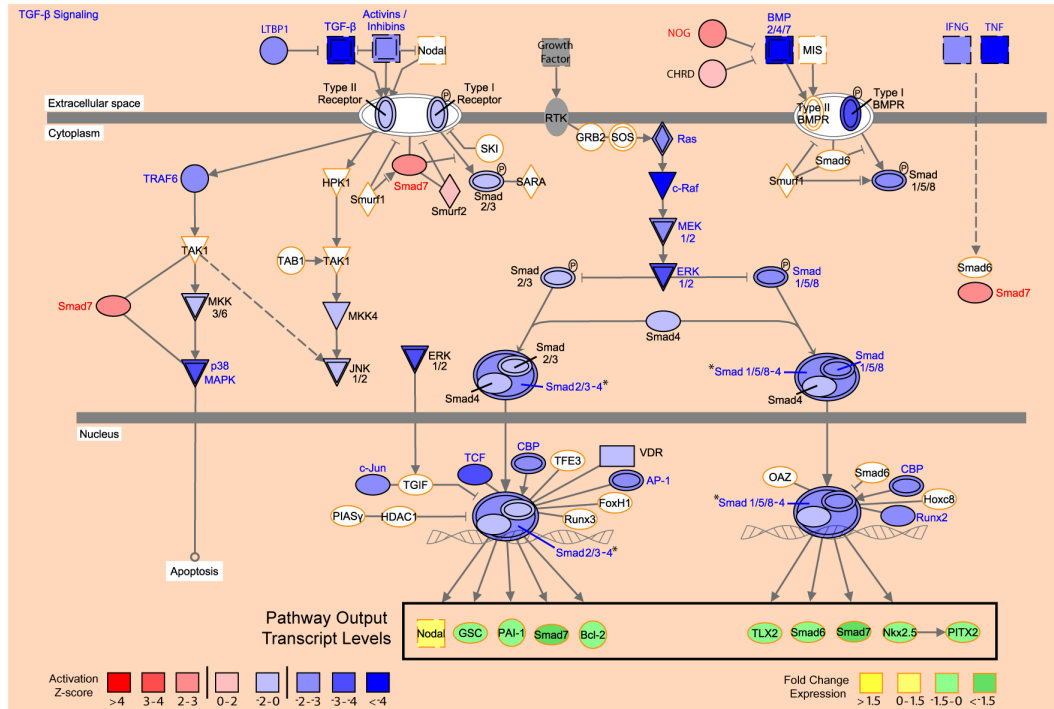 TGF-β Signaling
LTBP1
TGF-β
Activins /
Inhibins
Nodal
Growth
Factor
NOG
CHRD
BMP
2/4/7
MIS
IFNG
TNF
Extracellular space
Cytoplasm
Type II
Receptor
P
Type I
Receptor
RTK
GRB2
SOS
Ras
Type II
BMPR
P
Type I
BMPR
TRAF6
HPK1
Smurf1
Smad7
Smurf2
SKI
P
Smad
2/3
SARA
c-Raf
Smurf1
Smad6
P
Smad
1/5/8
TAK1
TAB1
TAK1
MEK
1/2
Smad
2/3
P
ERK
1/2
P
Smad
1/5/8
Smad6
Smad7
Smad7
MKK
3/6
MKK4
Smad4
p38
MAPK
JNK
1/2
ERK
1/2
Smad
2/3
Smad4
Smad2/3-4*
*Smad 1/5/8-4
Smad
1/5/8
Smad4
Nucleus
c-Jun
TGIF
TCF
CBP
TFE3
VDR
AP-1
FoxH1
Runx3
PIASγ
HDAC1
Smad2/3-4*
OAZ
Smad6
CBP
*Smad 1/5/8-4
Hoxc8
Runx2
Apoptosis
Pathway Output
Transcript Levels
Nodal
GSC
PAI-1
Smad7
Bcl-2
TLX2
Smad6
Smad7
Nkx2.5
PITX2
Activation
Z-score
>4
3-4
2-3
0-2
-2-0
-2-3
-3-4
<-4
Fold Change
Expression
>1.5
0-1.5
-1.5-0
<-1.5